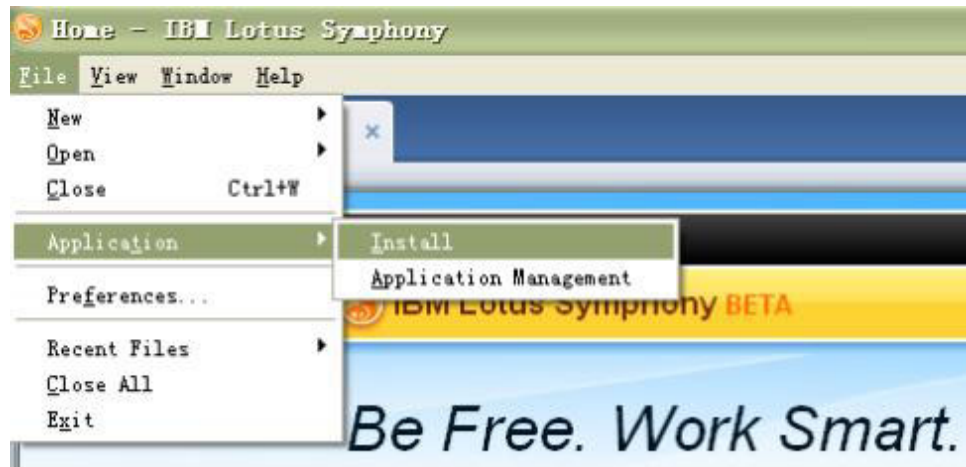 Home - IBM Lotus Symphony
File View Window Help
New
Open
Close Ctrl+W
Application
Install
Application Management
Preferences...
IBM Lotus Symphony BETA
Recent Files
Close All
Exit
Be Free. Work Smart.